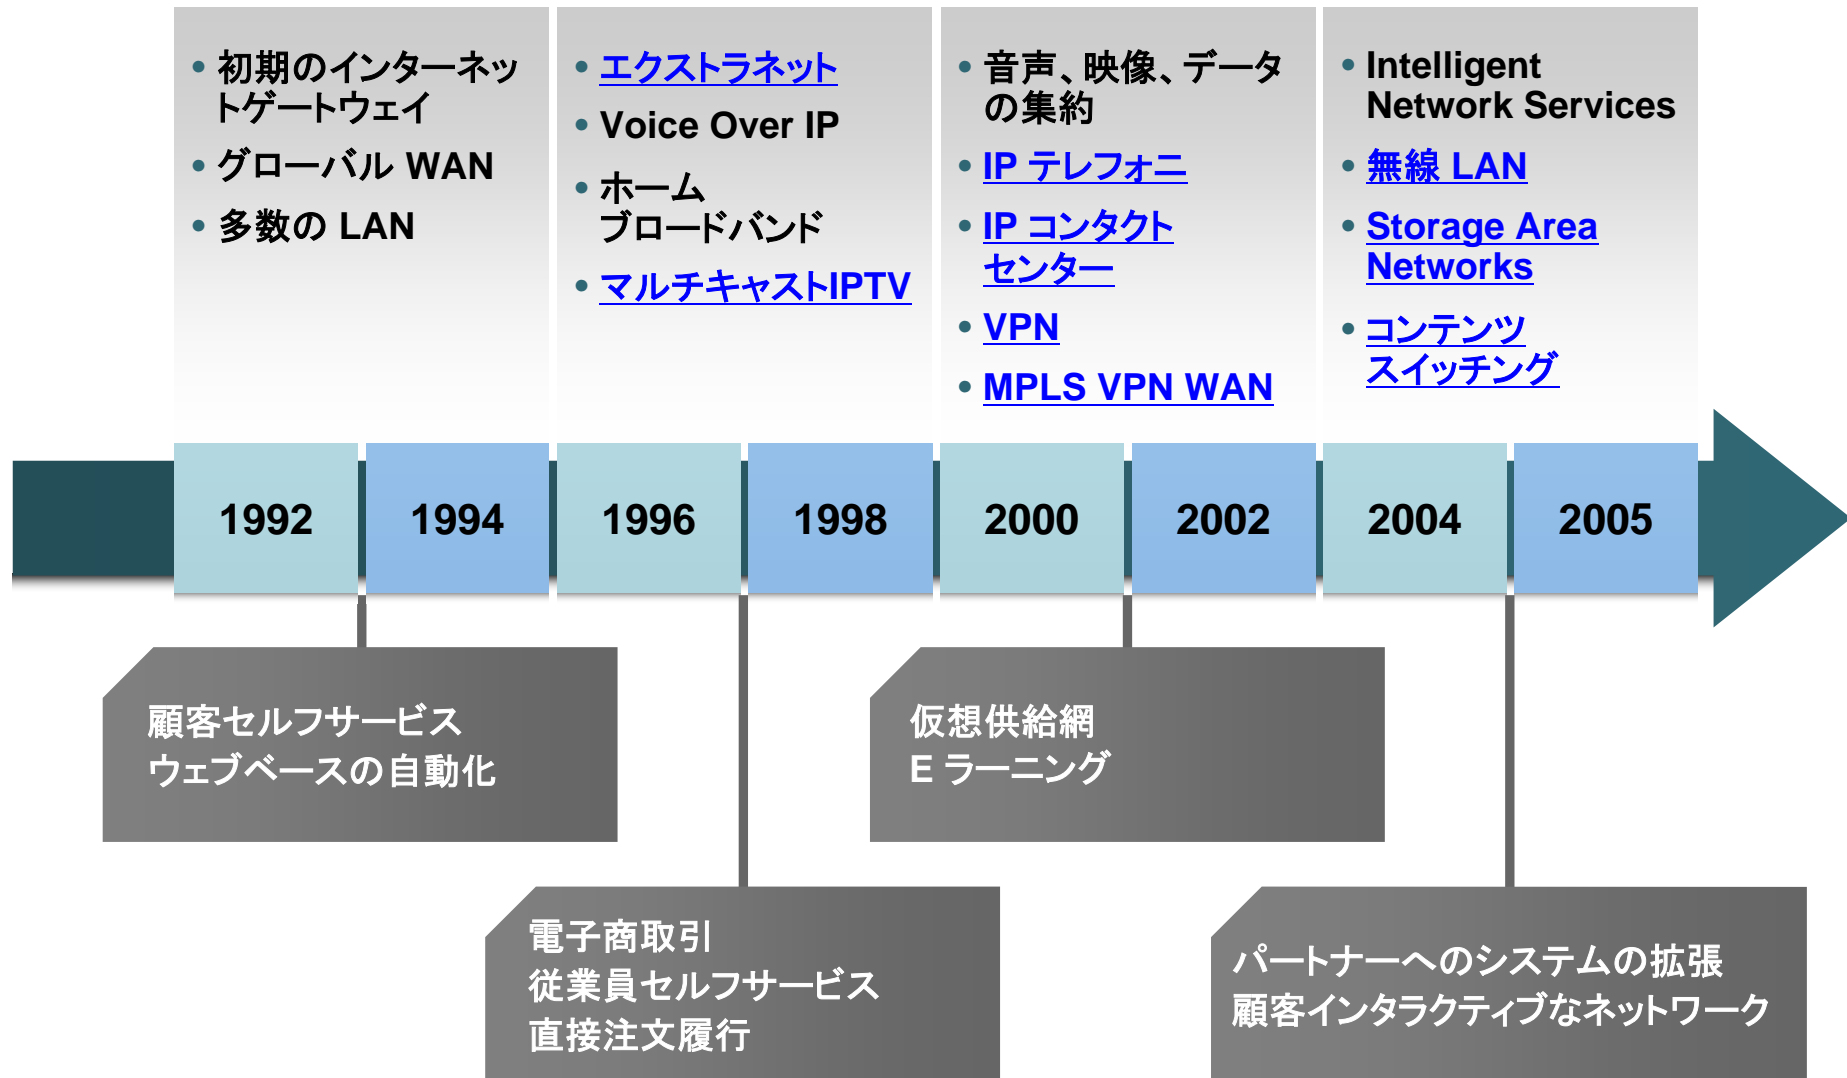 • 初期のインターネッ
トゲートウェイ
• グローバル WAN
• 多数の LAN
• エクストラネット
• Voice Over IP
• ホーム
ブロードバンド
• マルチキャストIPTV
• 音声、映像、データ
の集約
• IP テレフォニ
• IP コンタクト
センター
• VPN
• MPLS VPN WAN
• Intelligent
Network Services
• 無線 LAN
• Storage Area
Networks
• コンテンツ
スイッチング
1992
1994
1996
1998
2000
2002
2004
2005
顧客セルフサービス
ウェブベースの自動化
仮想供給網
E ラーニング
電子商取引
従業員セルフサービス
直接注文履行
パートナーへのシステムの拡張
顧客インタラクティブなネットワーク